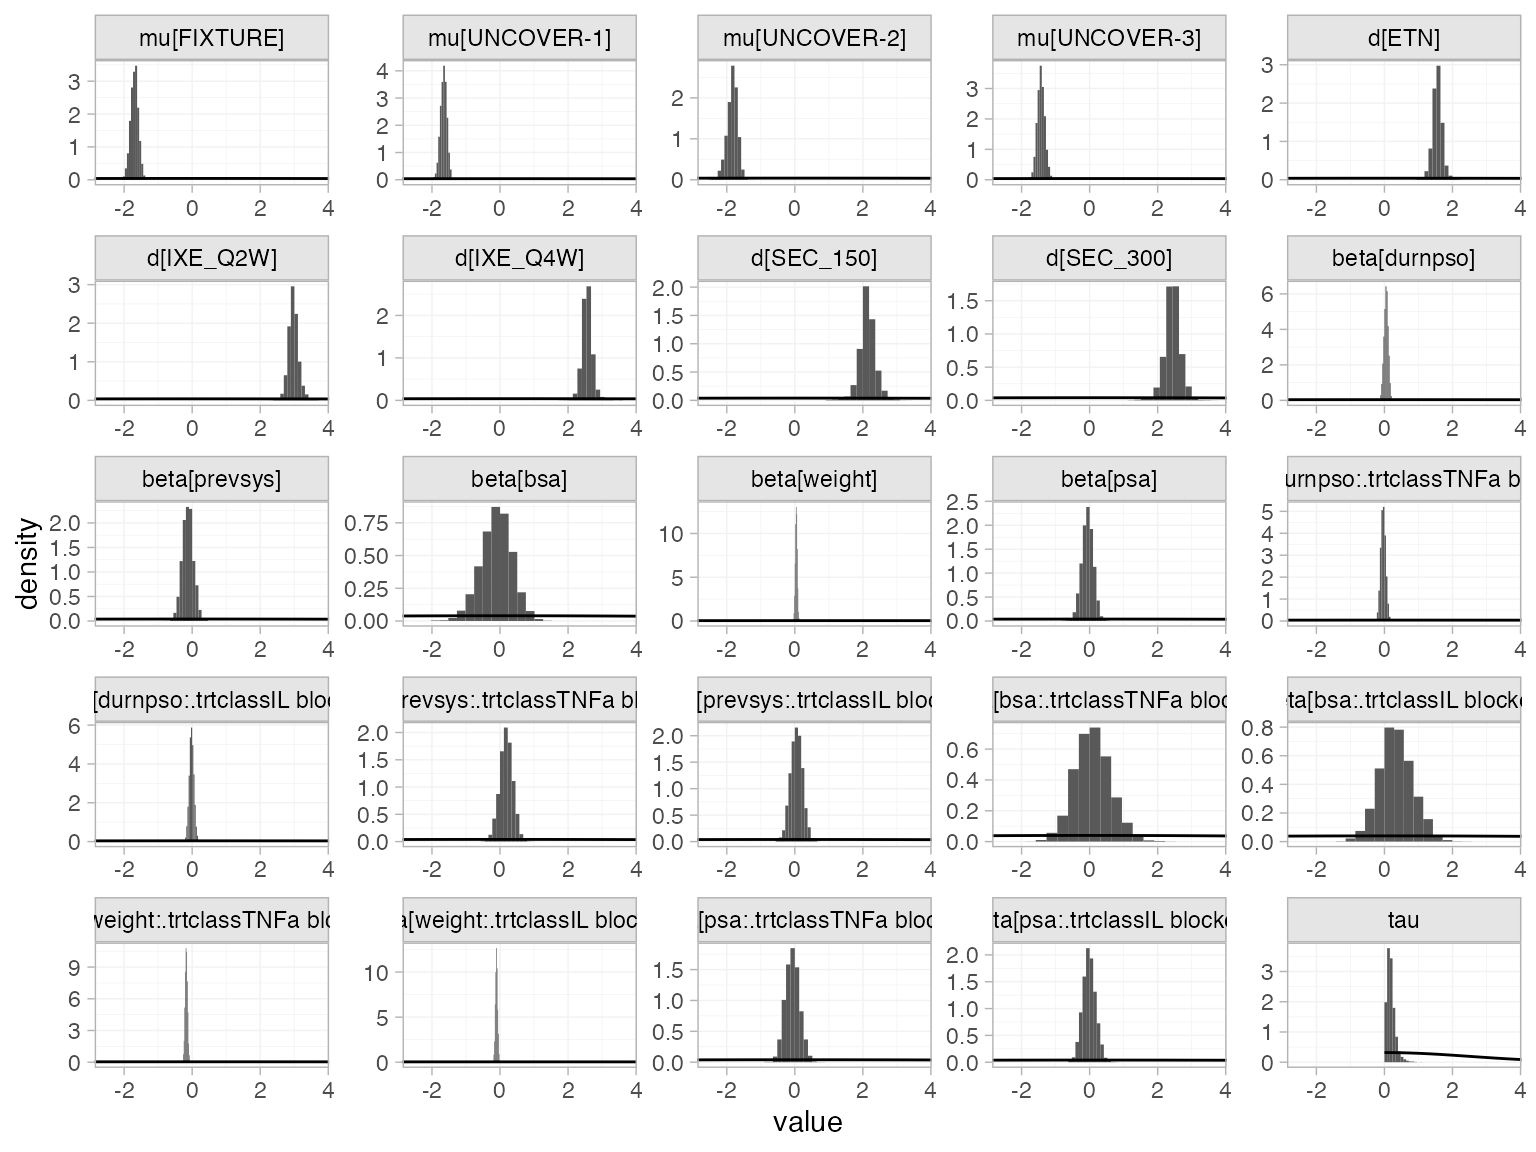 mu[FIXTURE] mu[UNCOVER-1] mu[UNCOVER-2] mu[UNCOVER-3] d[ETN]
3 2 1 0
4 3 2 1 0
2 1 0
3 2 1 0
3 2 1 0
-2 0 2 4 -2 0 2 4 -2 0 2 4 -2 0 2 4 -2 0 2 4
d[IXE_Q2W] d[IXE_Q4W] d[SEC_150] d[SEC_300] beta[durnpso]
3 2 1 0
2 1 0
2.0 1.5 1.0 0.5 0.0
1.5 1.0 0.5 0.0
6 4 2 0
-2 0 2 4 -2 0 2 4 -2 0 2 4 -2 0 2 4 -2 0 2 4
beta[prevsys] beta[bsa] beta[weight] beta[psa] urnpso:.trtclassTNFa b
2.0 1.5 1.0 0.5 0.0
0.75 0.50 0.25 0.00
10 5 0
2.5 2.0 1.5 1.0 0.5 0.0
5 4 3 2 1 0
-2 0 2 4 -2 0 2 4 -2 0 2 4 -2 0 2 4 -2 0 2 4
density
[durnpso:.trtclassIL bloc revsys:.trtclassTNFa bl [prevsys:.trtclassIL bloc [bsa:.trtclassTNFa bloc eta[bsa:.trtclassIL blocke
6 4 2 0
2.0 1.5 1.0 0.5 0.0
2.0 1.5 1.0 0.5 0.0
0.6 0.4 0.2 0.0
0.8 0.6 0.4 0.2 0.0
-2 0 2 4 -2 0 2 4 -2 0 2 4 -2 0 2 4 -2 0 2 4
weight:.trtclassTNFa blo a[weight:.trtclassIL bloc [psa:.trtclassTNFa bloc ta[psa:.trtclassIL blocke tau
9 6 3 0
10 5 0
1.5 1.0 0.5 0.0
2.0 1.5 1.0 0.5 0.0
3 2 1 0
-2 0 2 4 -2 0 2 4 -2 0 2 4 -2 0 2 4 -2 0 2 4
value